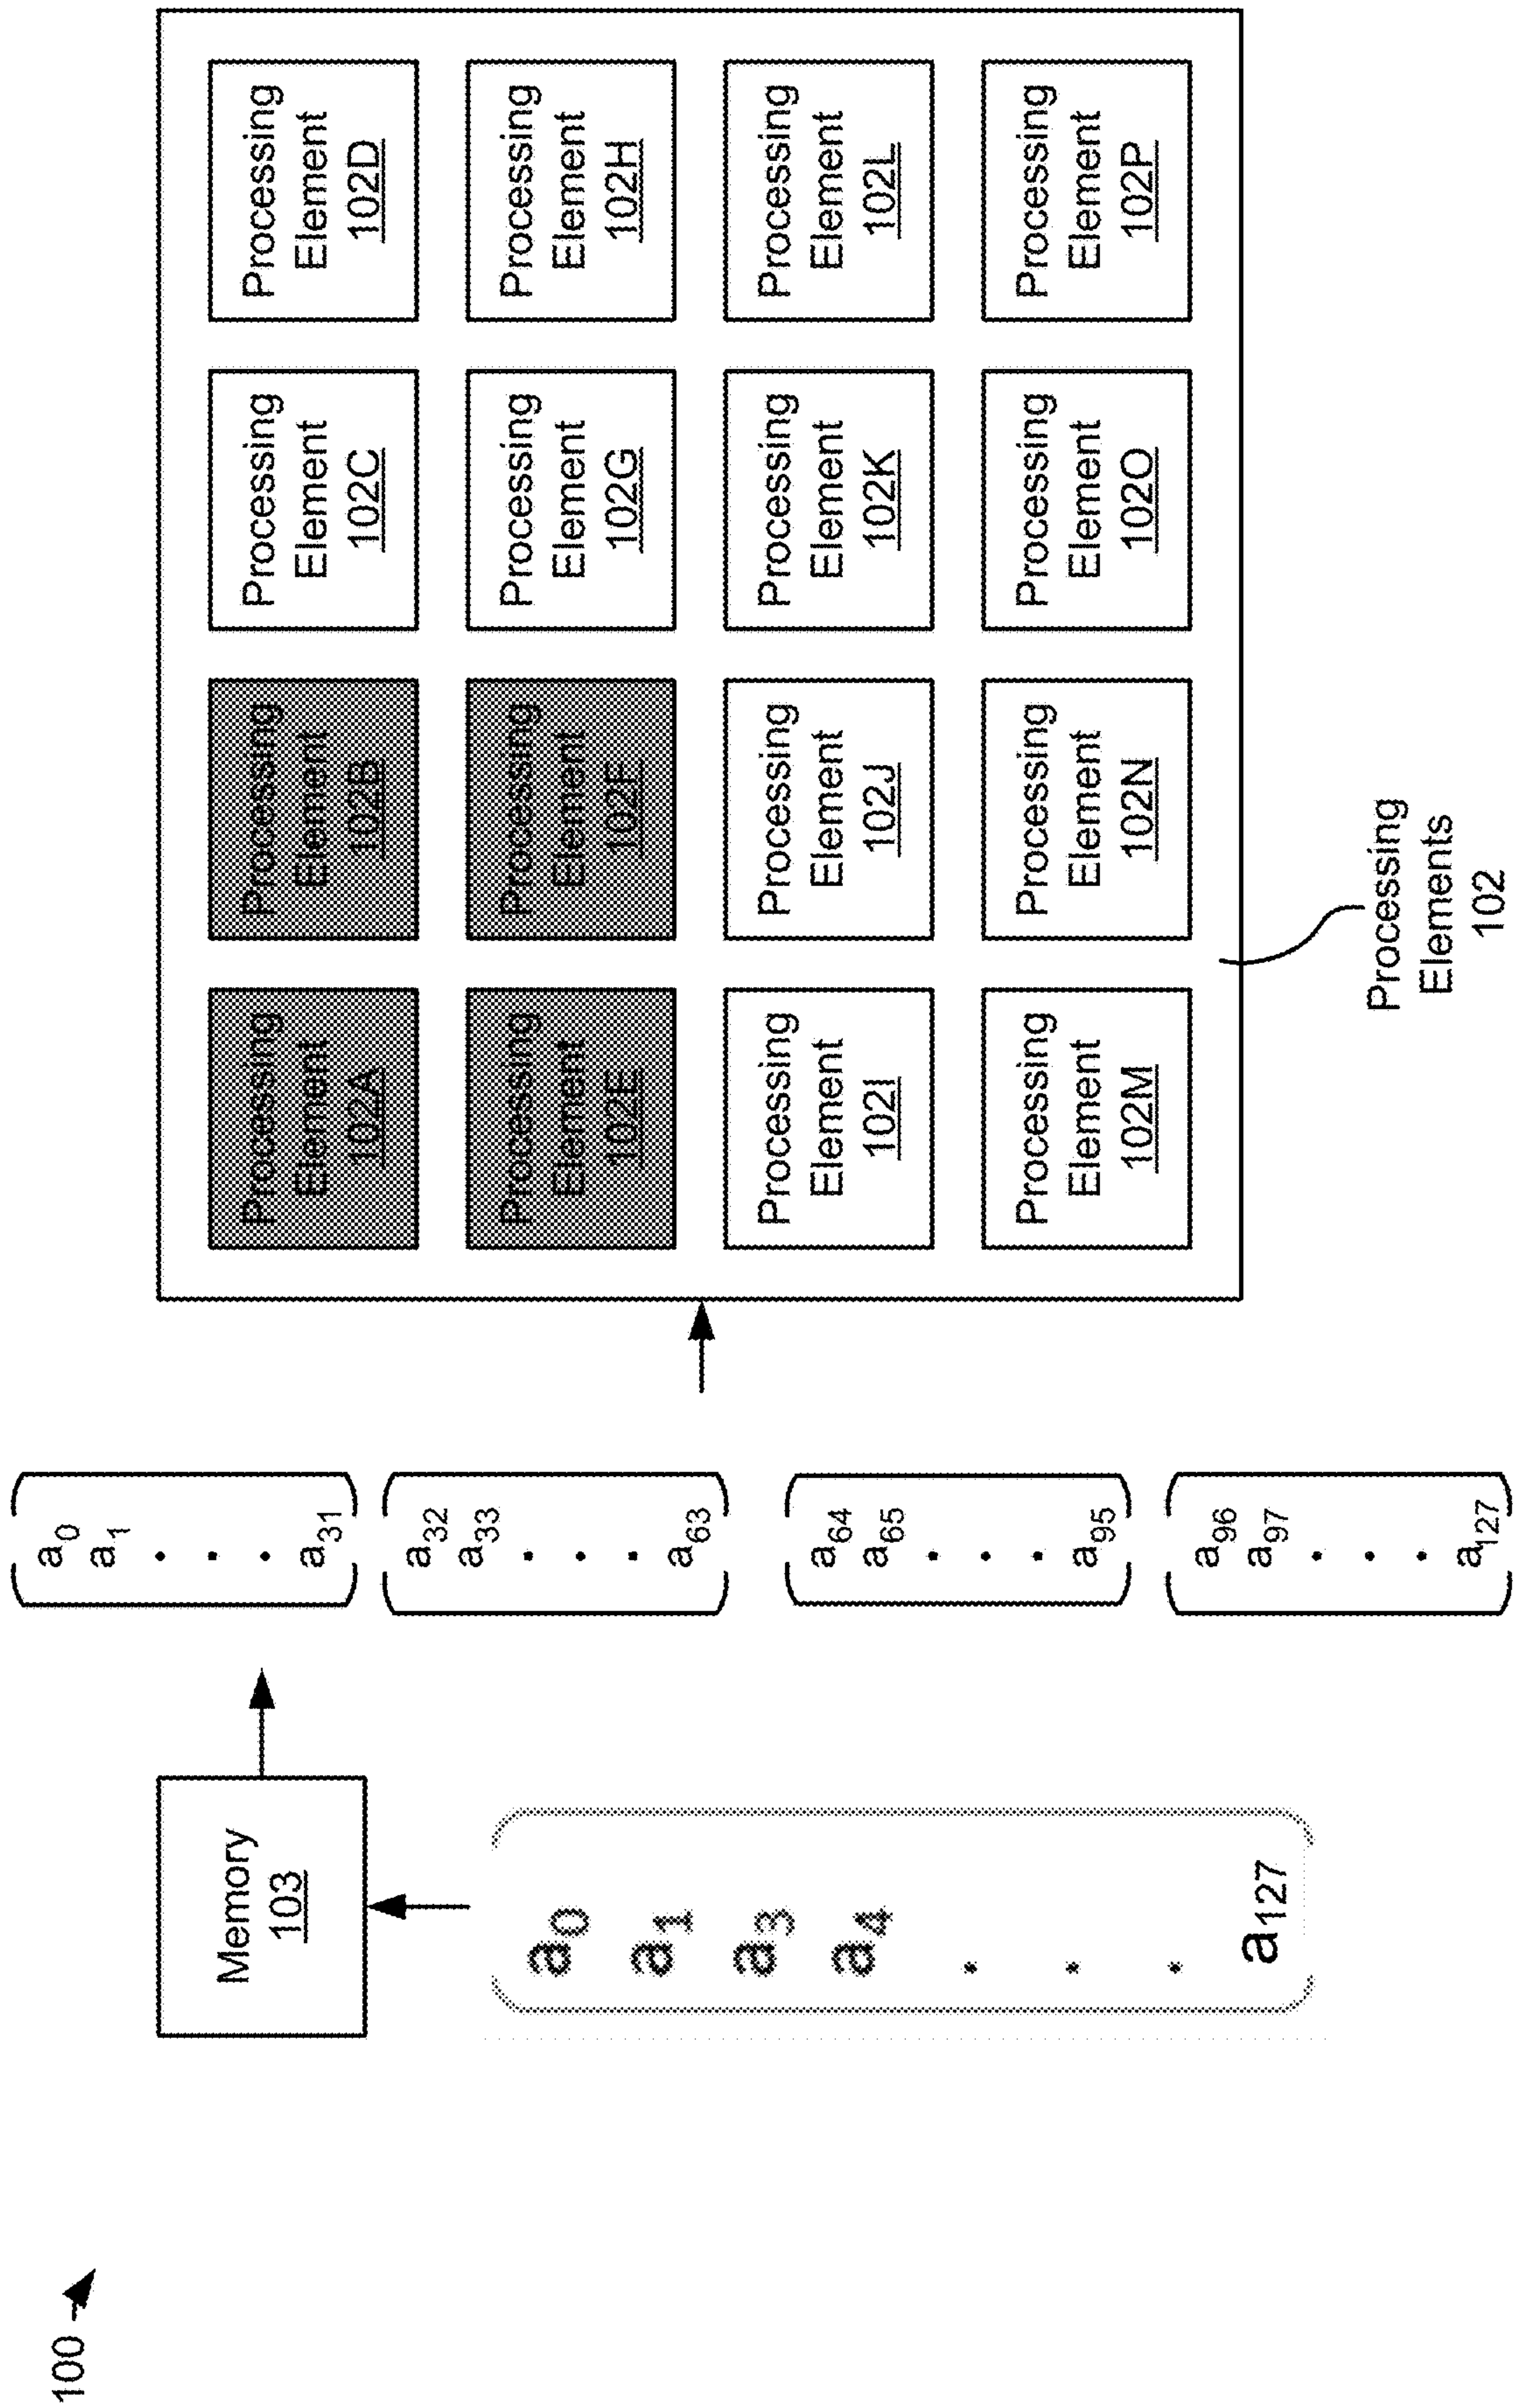 100
Memory
103
a0
a1
a3
a4
.
.
.
a127
a0
a1
.
.
.
a31
a32
a33
.
.
.
a63
a64
a65
.
.
.
a95
a96
a97
.
.
.
a127
Processing
Element
102A
Processing
Element
102B
Processing
Element
102C
Processing
Element
102D
Processing
Element
102E
Processing
Element
102F
Processing
Element
102G
Processing
Element
102H
Processing
Element
102I
Processing
Element
102J
Processing
Element
102K
Processing
Element
102L
Processing
Element
102M
Processing
Element
102N
Processing
Element
102O
Processing
Element
102P
Processing
Elements
102